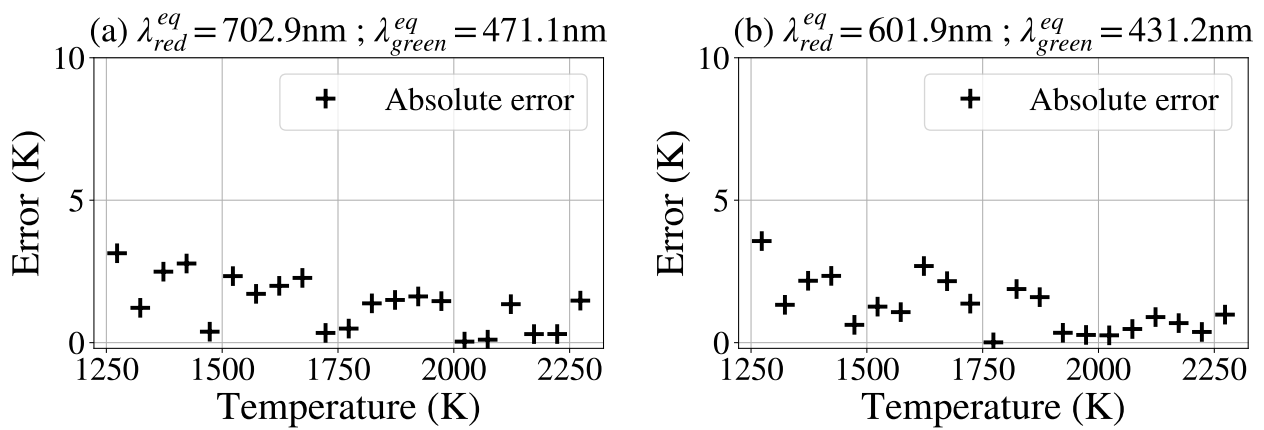 (a) λ_red^eq = 702.9nm ; λ_green^eq = 471.1nm
10
5
0
Error (K)
Absolute error
1250 1500 1750 2000 2250
Temperature (K)
(b) λ_red^eq = 601.9nm ; λ_green^eq = 431.2nm
10
5
0
Error (K)
Absolute error
1250 1500 1750 2000 2250
Temperature (K)